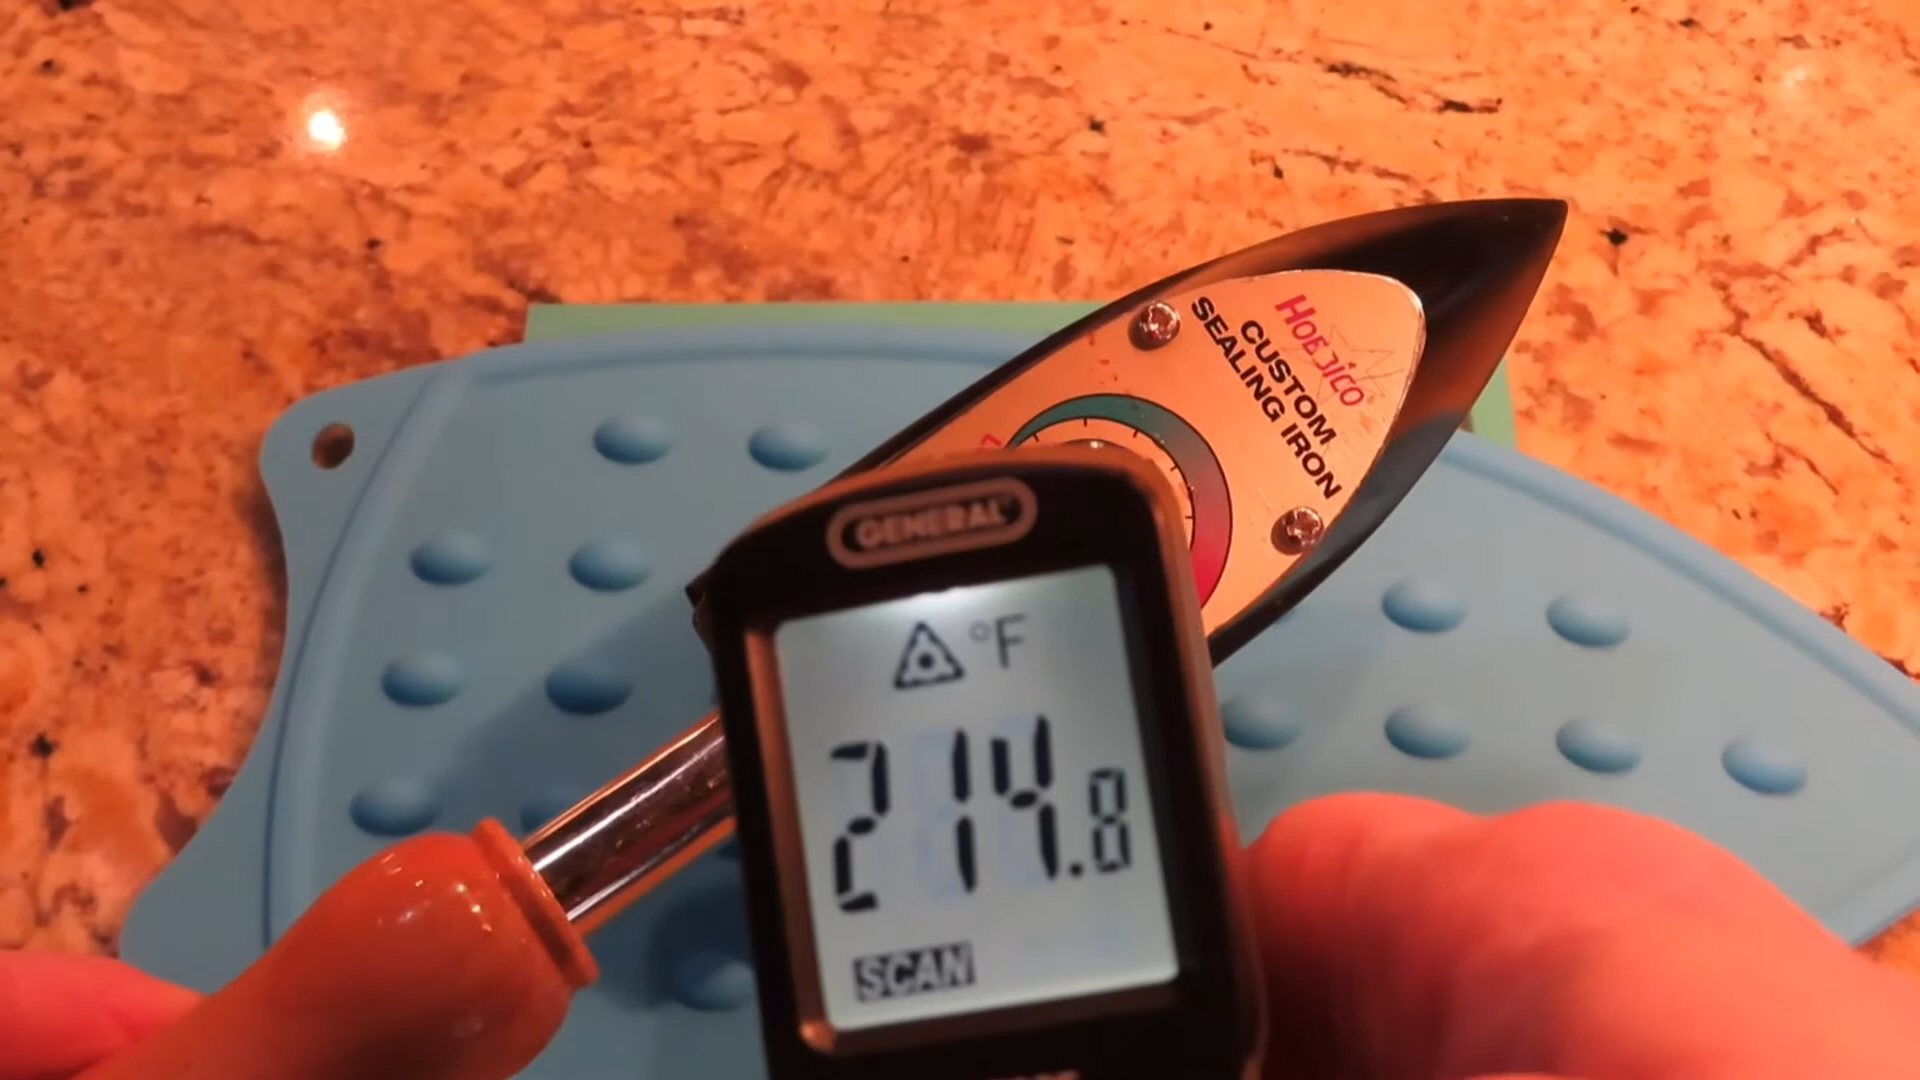 HOBBICO
CUSTOM
SEALING IRON
GENERAL
°F
214.8
SCAN